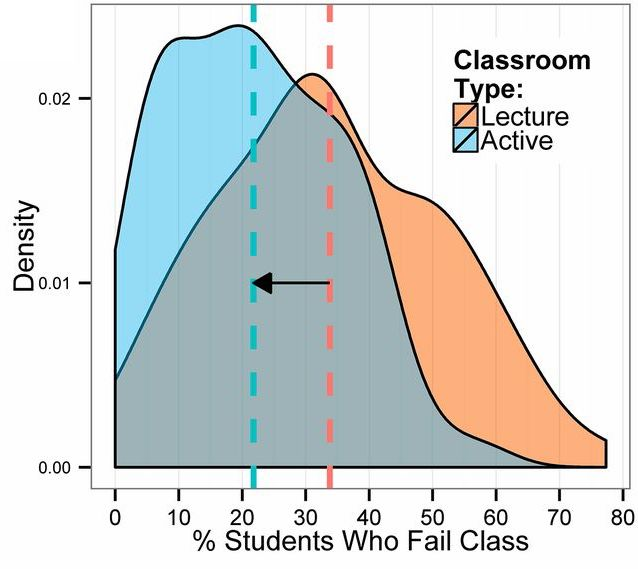 Classroom
Type:
Lecture
Active
Density
0.02
0.01
0.00
0 10 20 30 40 50 60 70 80
% Students Who Fail Class